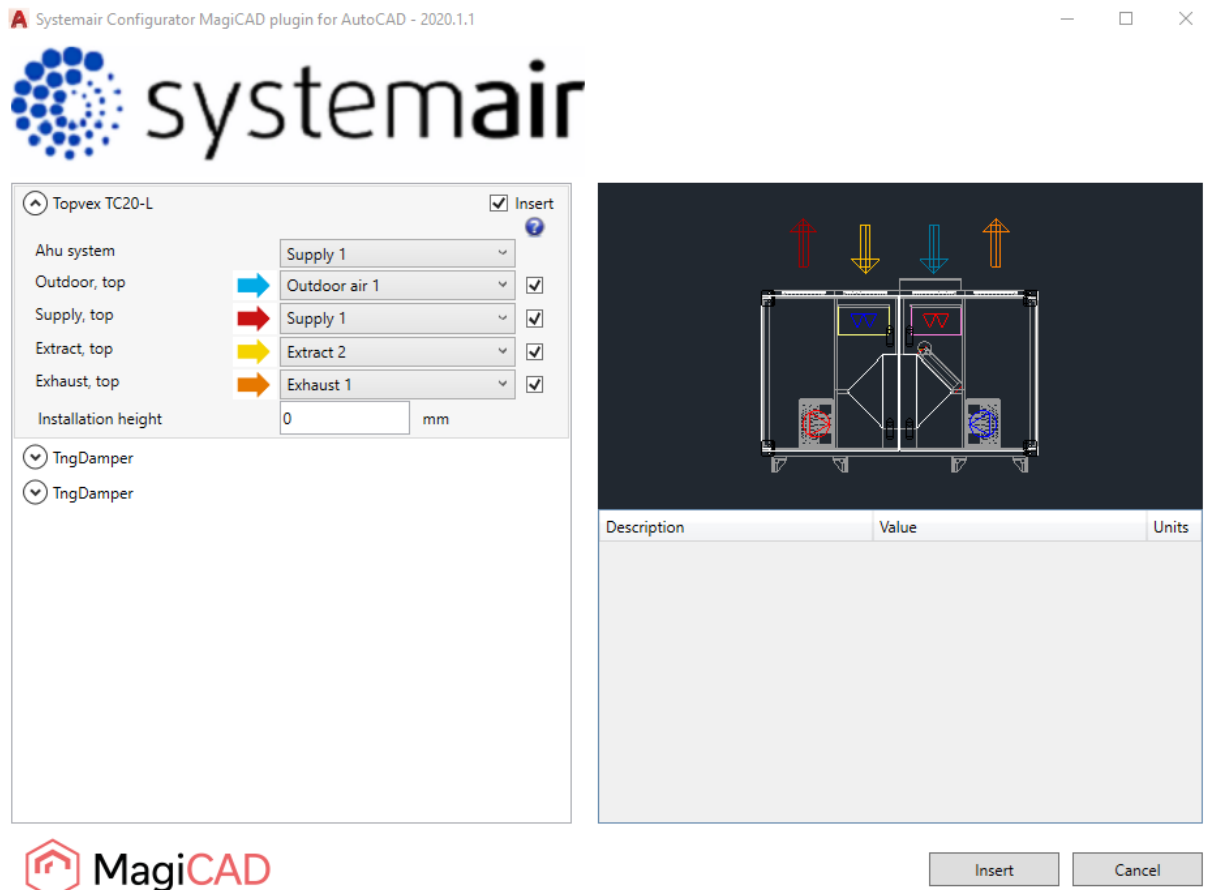 Systemair Configurator MagiCAD plugin for AutoCAD - 2020.1.1
systemair
Topvex TC20-L
Insert
Ahu system
Supply 1
Outdoor, top
Outdoor air 1
Supply, top
Supply 1
Extract, top
Extract 2
Exhaust, top
Exhaust 1
Installation height
0
mm
TngDamper
TngDamper
Description
Value
Units
MagiCAD
Insert
Cancel